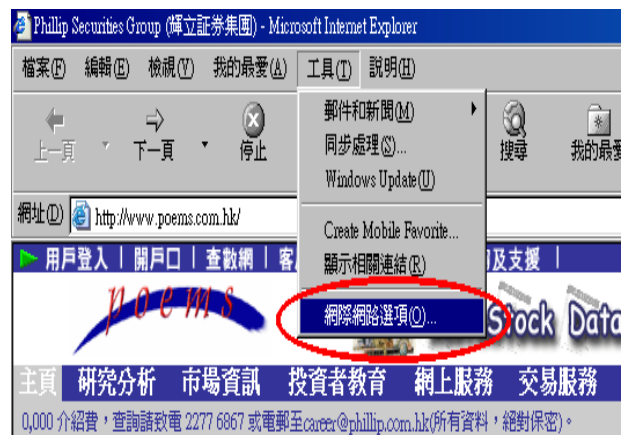 Phillip Securities Group (輝立証券集團) - Microsoft Internet Explorer
檔案(F) 編輯(E) 檢視(V) 我的最愛(A) 工具(T) 說明(H)
上一頁 下一頁 停止 搜尋 我的最愛
郵件和新聞(M)
同步處理(S)...
Windows Update(U)
Create Mobile Favorite...
顯示相關連結(R)
網際網路選項(O)...
網址(D) http://www.poems.com.hk/
用戶登入 | 開戶口 | 查數網 | 客 及支援 |
poems
Stock Data
主頁 研究分析 市場資訊 投資者教育 網上服務 交易服務
0,000 介紹費,查詢請致電 2277 6867 或電郵至career@phillip.com.hk(所有資料,絕對保密)。